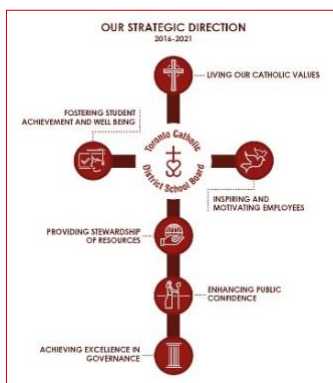 OUR STRATEGIC DIRECTION
2016-2021
LIVING OUR CATHOLIC VALUES
FOSTERING STUDENT
ACHIEVEMENT AND WELL BEING
Toronto Catholic
District School Board
INSPIRING AND
MOTIVATING EMPLOYEES
PROVIDING STEWARDSHIP
OF RESOURCES
ENHANCING PUBLIC
CONFIDENCE
ACHIEVING EXCELLENCE IN
GOVERNANCE